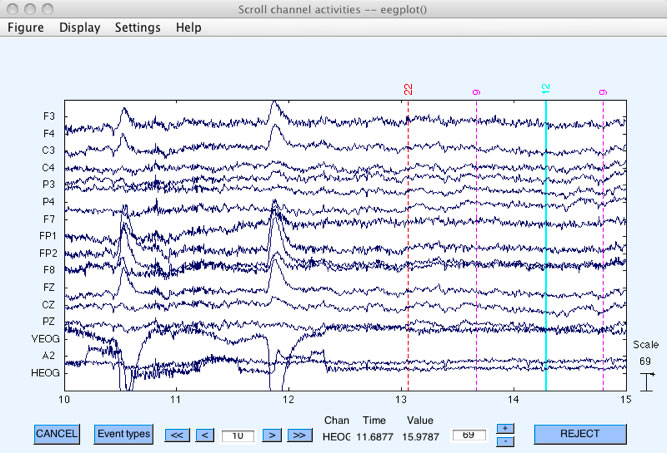 Scroll channel activities -- eegplot()
Figure Display Settings Help
22 9 12 9
F3
F4
C3
C4
P3
P4
F7
FP1
FP2
F8
FZ
CZ
PZ
VEOG
A2
HEOG
10 11 12 13 14 15
Scale
69
+
Chan Time Value
CANCEL Event types << < 10 > >> HEOG 11.6877 15.9787 69 + - REJECT